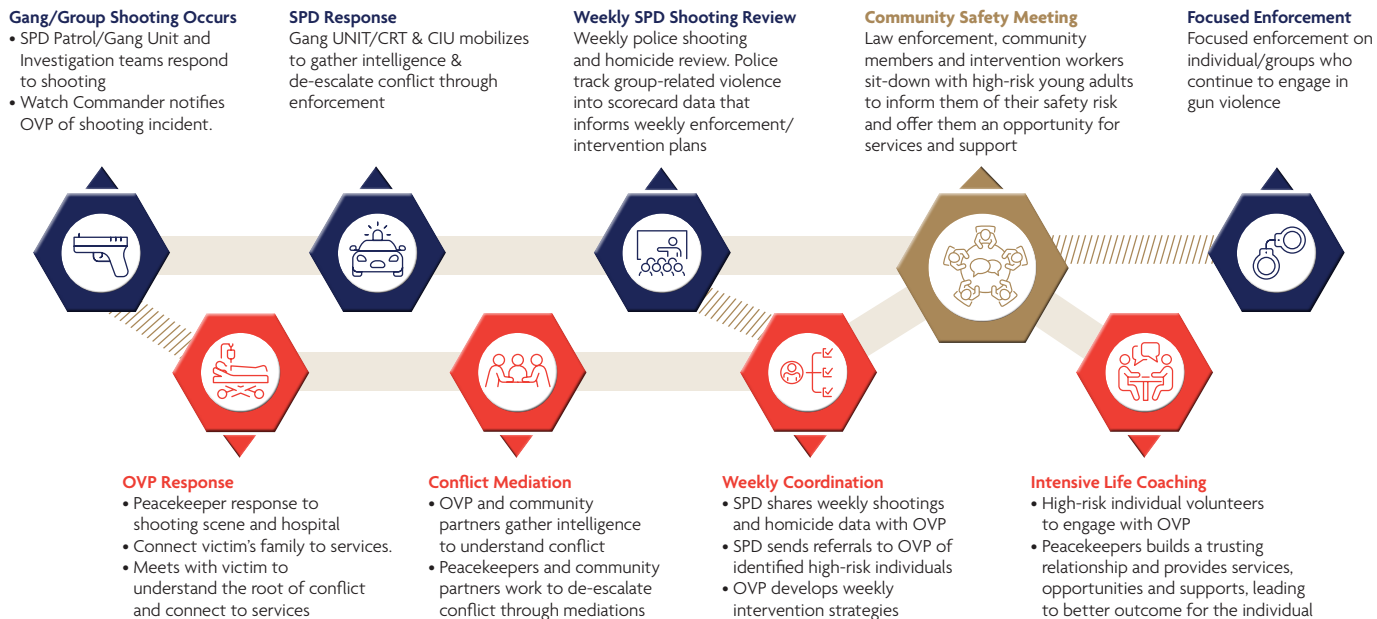 Gang/Group Shooting Occurs
• SPD Patrol/Gang Unit and
Investigation teams respond
to shooting
• Watch Commander notifies
OVP of shooting incident.
SPD Response
Gang UNIT/CRT & CIU mobilizes
to gather intelligence &
de-escalate conflict through
enforcement
Weekly SPD Shooting Review
Weekly police shooting
and homicide review. Police
track group-related violence
into scorecard data that
informs weekly enforcement/
intervention plans
Community Safety Meeting
Law enforcement, community
members and intervention workers
sit-down with high-risk young adults
to inform them of their safety risk
and offer them an opportunity for
services and support
Focused Enforcement
Focused enforcement on
individual/groups who
continue to engage in
gun violence
OVP Response
• Peacekeeper response to
shooting scene and hospital
• Connect victim's family to services.
• Meets with victim to
understand the root of conflict
and connect to services
Conflict Mediation
• OVP and community
partners gather intelligence
to understand conflict
• Peacekeepers and community
partners work to de-escalate
conflict through mediations
Weekly Coordination
• SPD shares weekly shootings
and homicide data with OVP
• SPD sends referrals to OVP of
identified high-risk individuals
• OVP develops weekly
intervention strategies
Intensive Life Coaching
• High-risk individual volunteers
to engage with OVP
• Peacekeepers builds a trusting
relationship and provides services,
opportunities and supports, leading
to better outcome for the individual